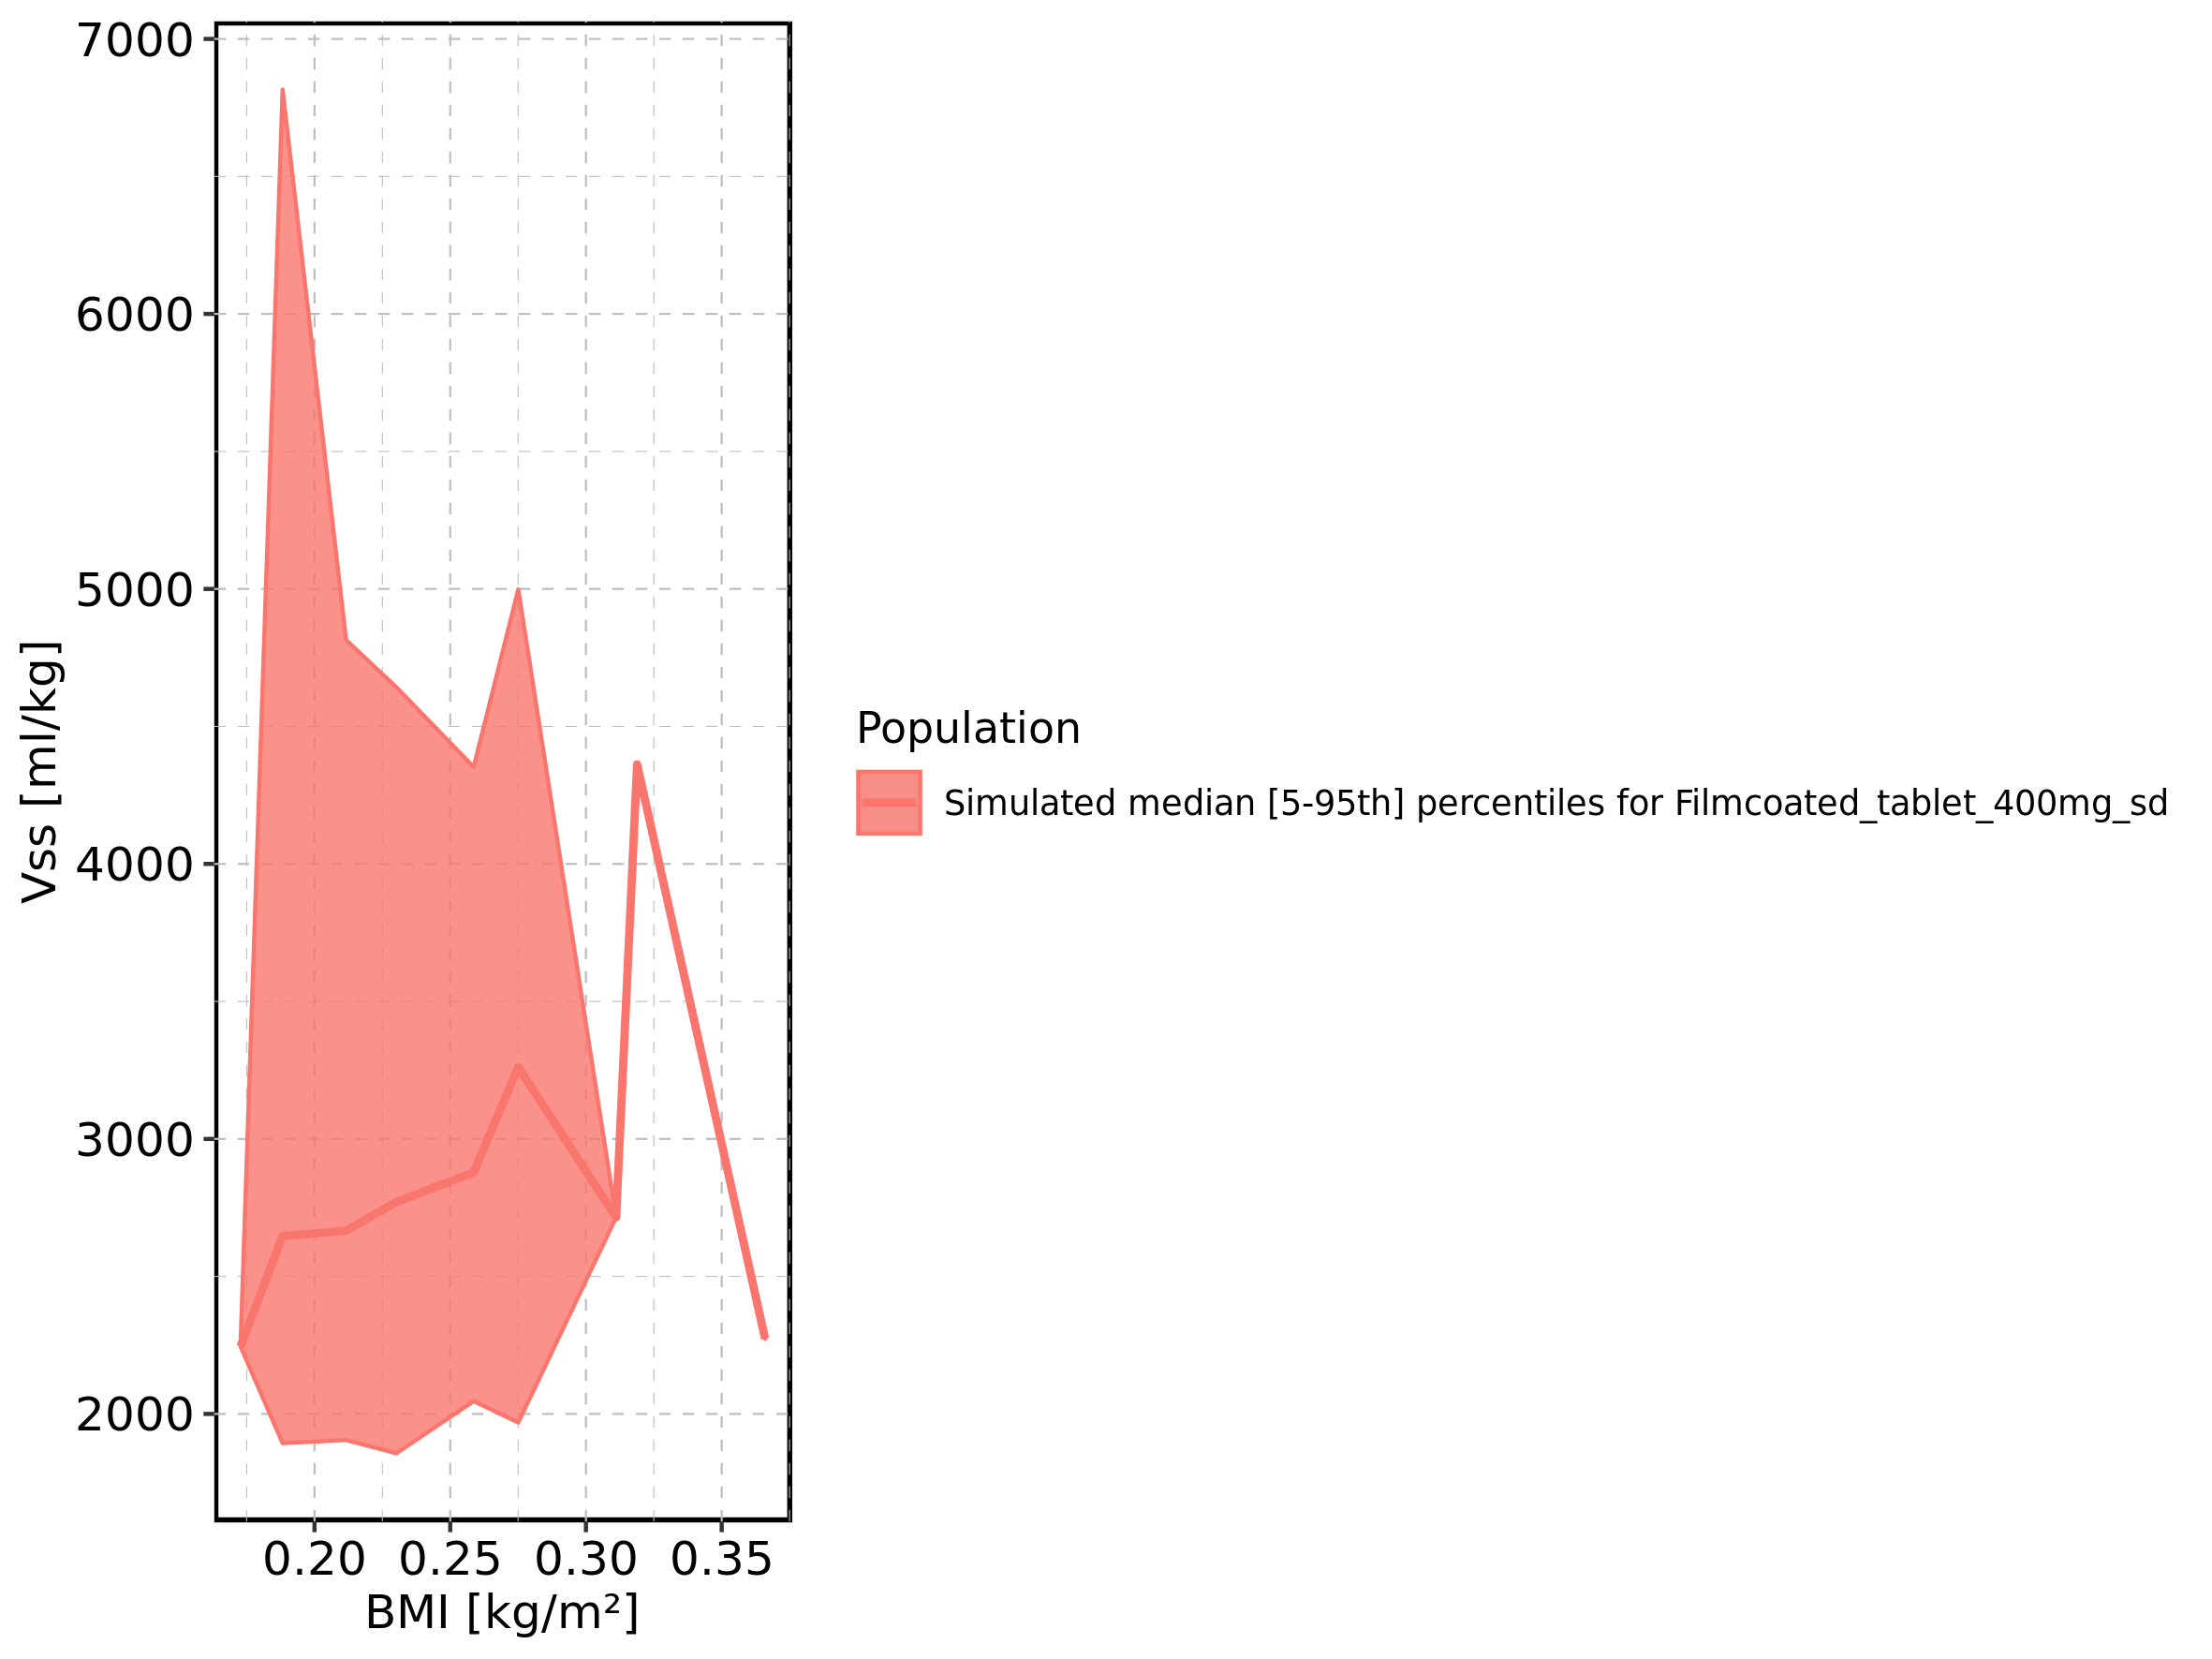 7000
6000
5000
4000
3000
2000
Vss [ml/kg]
0.20 0.25 0.30 0.35
BMI [kg/m²]
Population
Simulated median [5-95th] percentiles for Filmcoated_tablet_400mg_sd